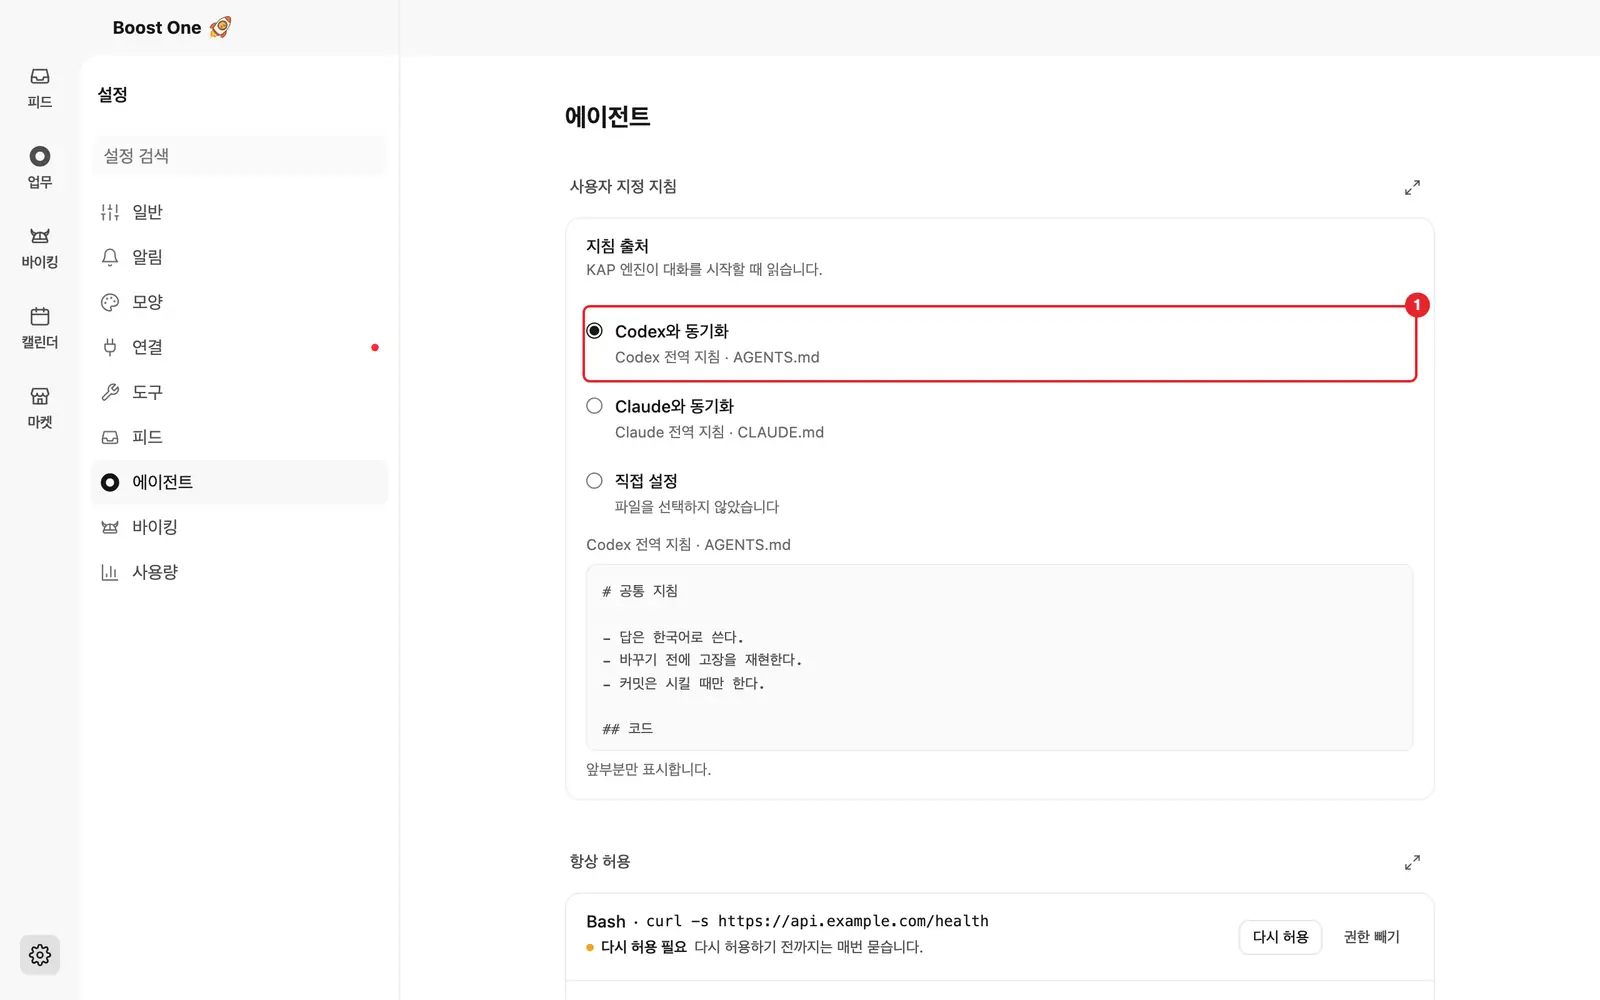 Boost One 🚀
피드
업무
바이킹
캘린더
마켓
설정
설정 검색
일반
알림
모양
연결
도구
피드
에이전트
바이킹
사용량
에이전트
사용자 지정 지침
지침 출처
KAP 엔진이 대화를 시작할 때 읽습니다.
1
Codex와 동기화
Codex 전역 지침 · AGENTS.md
Claude와 동기화
Claude 전역 지침 · CLAUDE.md
직접 설정
파일을 선택하지 않았습니다
Codex 전역 지침 · AGENTS.md
# 공통 지침
- 답은 한국어로 쓴다.
- 바꾸기 전에 고장을 재현한다.
- 커밋은 시킬 때만 한다.
## 코드
앞부분만 표시합니다.
항상 허용
Bash · curl -s https://api.example.com/health
다시 허용 필요 다시 허용하기 전까지는 매번 묻습니다.
다시 허용
권한 빼기